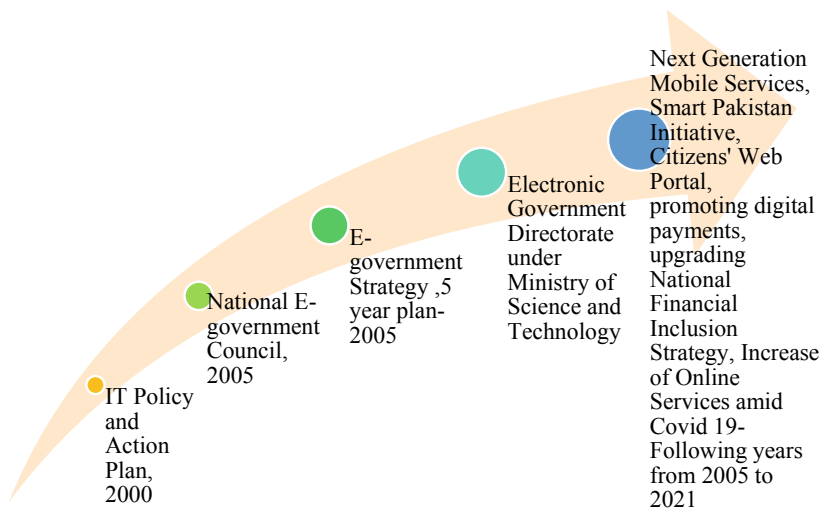 IT Policy
and
Action
Plan,
2000
National E-
government
Council,
2005
E-
government
Strategy ,5
year plan-
2005
Electronic
Government
Directorate
under
Ministry of
Science and
Technology
Next Generation
Mobile Services,
Smart Pakistan
Initiative,
Citizens' Web
Portal,
promoting digital
payments,
upgrading
National
Financial
Inclusion
Strategy, Increase
of Online
Services amid
Covid 19-
Following years
from 2005 to
2021